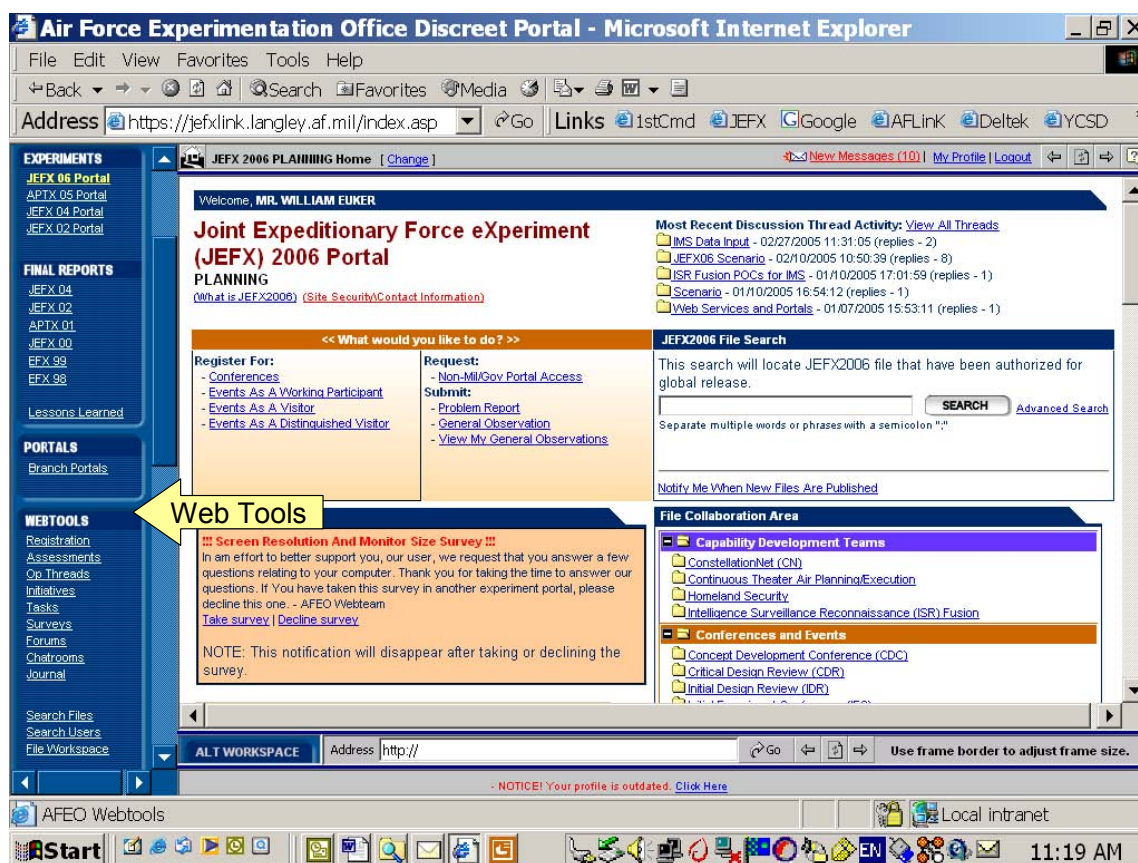 Air Force Experimentation Office Discreet Portal - Microsoft Internet Explorer
File Edit View Favorites Tools Help
Back Search Favorites Media
Address https://jefxlink.langley.af.mil/index.asp Go Links 1stCmd JEFX Google AFLinK Deltek YCSD
EXPERIMENTS
JEFX 06 Portal
APTX 05 Portal
JEFX 04 Portal
JEFX 02 Portal
FINAL REPORTS
JEFX 04
JEFX 02
APTX 01
JEFX 00
EFX 99
EFX 98
Lessons Learned
PORTALS
Branch Portals
WEBTOOLS
Registration
Assessments
Op Threads
Initiatives
Tasks
Surveys
Forums
Chatrooms
Journal
Search Files
Search Users
File Workspace
JEFX 2006 PLANNING Home [ Change ]
New Messages (10) | My Profile | Logout
Welcome, MR. WILLIAM EUKER
Joint Expeditionary Force eXperiment
(JEFX) 2006 Portal
PLANNING
(What is JEFX2006) (Site Security\Contact Information)
Most Recent Discussion Thread Activity: View All Threads
IMS Data Input - 02/27/2005 11:31:05 (replies - 2)
JEFX06 Scenario - 02/10/2005 10:50:39 (replies - 8)
ISR Fusion POCs for IMS - 01/10/2005 17:01:59 (replies - 1)
Scenario - 01/10/2005 16:54:12 (replies - 1)
Web Services and Portals - 01/07/2005 15:53:11 (replies - 1)
<< What would you like to do? >>
Register For:
- Conferences
- Events As A Working Participant
- Events As A Visitor
- Events As A Distinguished Visitor
Request:
- Non-Mil/Gov Portal Access
Submit:
- Problem Report
- General Observation
- View My General Observations
JEFX2006 File Search
This search will locate JEFX2006 file that have been authorized for
global release.
SEARCH Advanced Search
Separate multiple words or phrases with a semicolon ";"
Notify Me When New Files Are Published
Web Tools
!!! Screen Resolution And Monitor Size Survey !!!
In am effort to better support you, our user, we request that you answer a few
questions relating to your computer. Thank you for taking the time to answer our
questions. If You have taken this survey in another experiment portal, please
decline this one. - AFEO Webteam
Take survey | Decline survey
NOTE: This notification will disappear after taking or declining the
survey.
File Collaboration Area
Capability Development Teams
ConstellationNet (CN)
Continuous Theater Air Planning/Execution
Homeland Security
Intelligence Surveillance Reconnaissance (ISR) Fusion
Conferences and Events
Concept Development Conference (CDC)
Critical Design Review (CDR)
Initial Design Review (IDR)
ALT WORKSPACE Address http:// Go Use frame border to adjust frame size.
- NOTICE! Your profile is outdated. Click Here
AFEO Webtools Local intranet
Start EN 11:19 AM